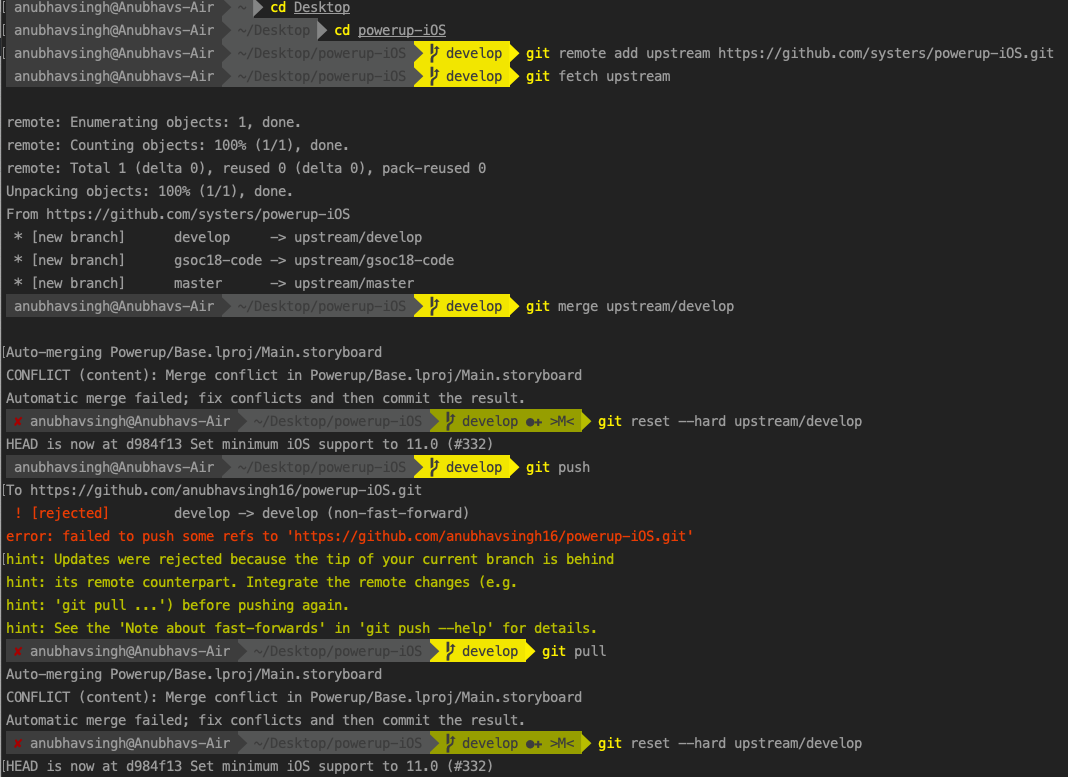 anubhavsingh@Anubhavs-Air ~ cd Desktop
anubhavsingh@Anubhavs-Air ~/Desktop cd powerup-iOS
anubhavsingh@Anubhavs-Air ~/Desktop/powerup-iOS develop git remote add upstream https://github.com/systers/powerup-iOS.git
anubhavsingh@Anubhavs-Air ~/Desktop/powerup-iOS develop git fetch upstream
remote: Enumerating objects: 1, done.
remote: Counting objects: 100% (1/1), done.
remote: Total 1 (delta 0), reused 0 (delta 0), pack-reused 0
Unpacking objects: 100% (1/1), done.
From https://github.com/systers/powerup-iOS
* [new branch] develop -> upstream/develop
* [new branch] gsoc18-code -> upstream/gsoc18-code
* [new branch] master -> upstream/master
anubhavsingh@Anubhavs-Air ~/Desktop/powerup-iOS develop git merge upstream/develop
Auto-merging Powerup/Base.lproj/Main.storyboard
CONFLICT (content): Merge conflict in Powerup/Base.lproj/Main.storyboard
Automatic merge failed; fix conflicts and then commit the result.
✘ anubhavsingh@Anubhavs-Air ~/Desktop/powerup-iOS develop ●+ >M< git reset --hard upstream/develop
HEAD is now at d984f13 Set minimum iOS support to 11.0 (#332)
anubhavsingh@Anubhavs-Air ~/Desktop/powerup-iOS develop git push
To https://github.com/anubhavsingh16/powerup-iOS.git
! [rejected] develop -> develop (non-fast-forward)
error: failed to push some refs to 'https://github.com/anubhavsingh16/powerup-iOS.git'
hint: Updates were rejected because the tip of your current branch is behind
hint: its remote counterpart. Integrate the remote changes (e.g.
hint: 'git pull ...') before pushing again.
hint: See the 'Note about fast-forwards' in 'git push --help' for details.
✘ anubhavsingh@Anubhavs-Air ~/Desktop/powerup-iOS develop git pull
Auto-merging Powerup/Base.lproj/Main.storyboard
CONFLICT (content): Merge conflict in Powerup/Base.lproj/Main.storyboard
Automatic merge failed; fix conflicts and then commit the result.
✘ anubhavsingh@Anubhavs-Air ~/Desktop/powerup-iOS develop ●+ >M< git reset --hard upstream/develop
HEAD is now at d984f13 Set minimum iOS support to 11.0 (#332)